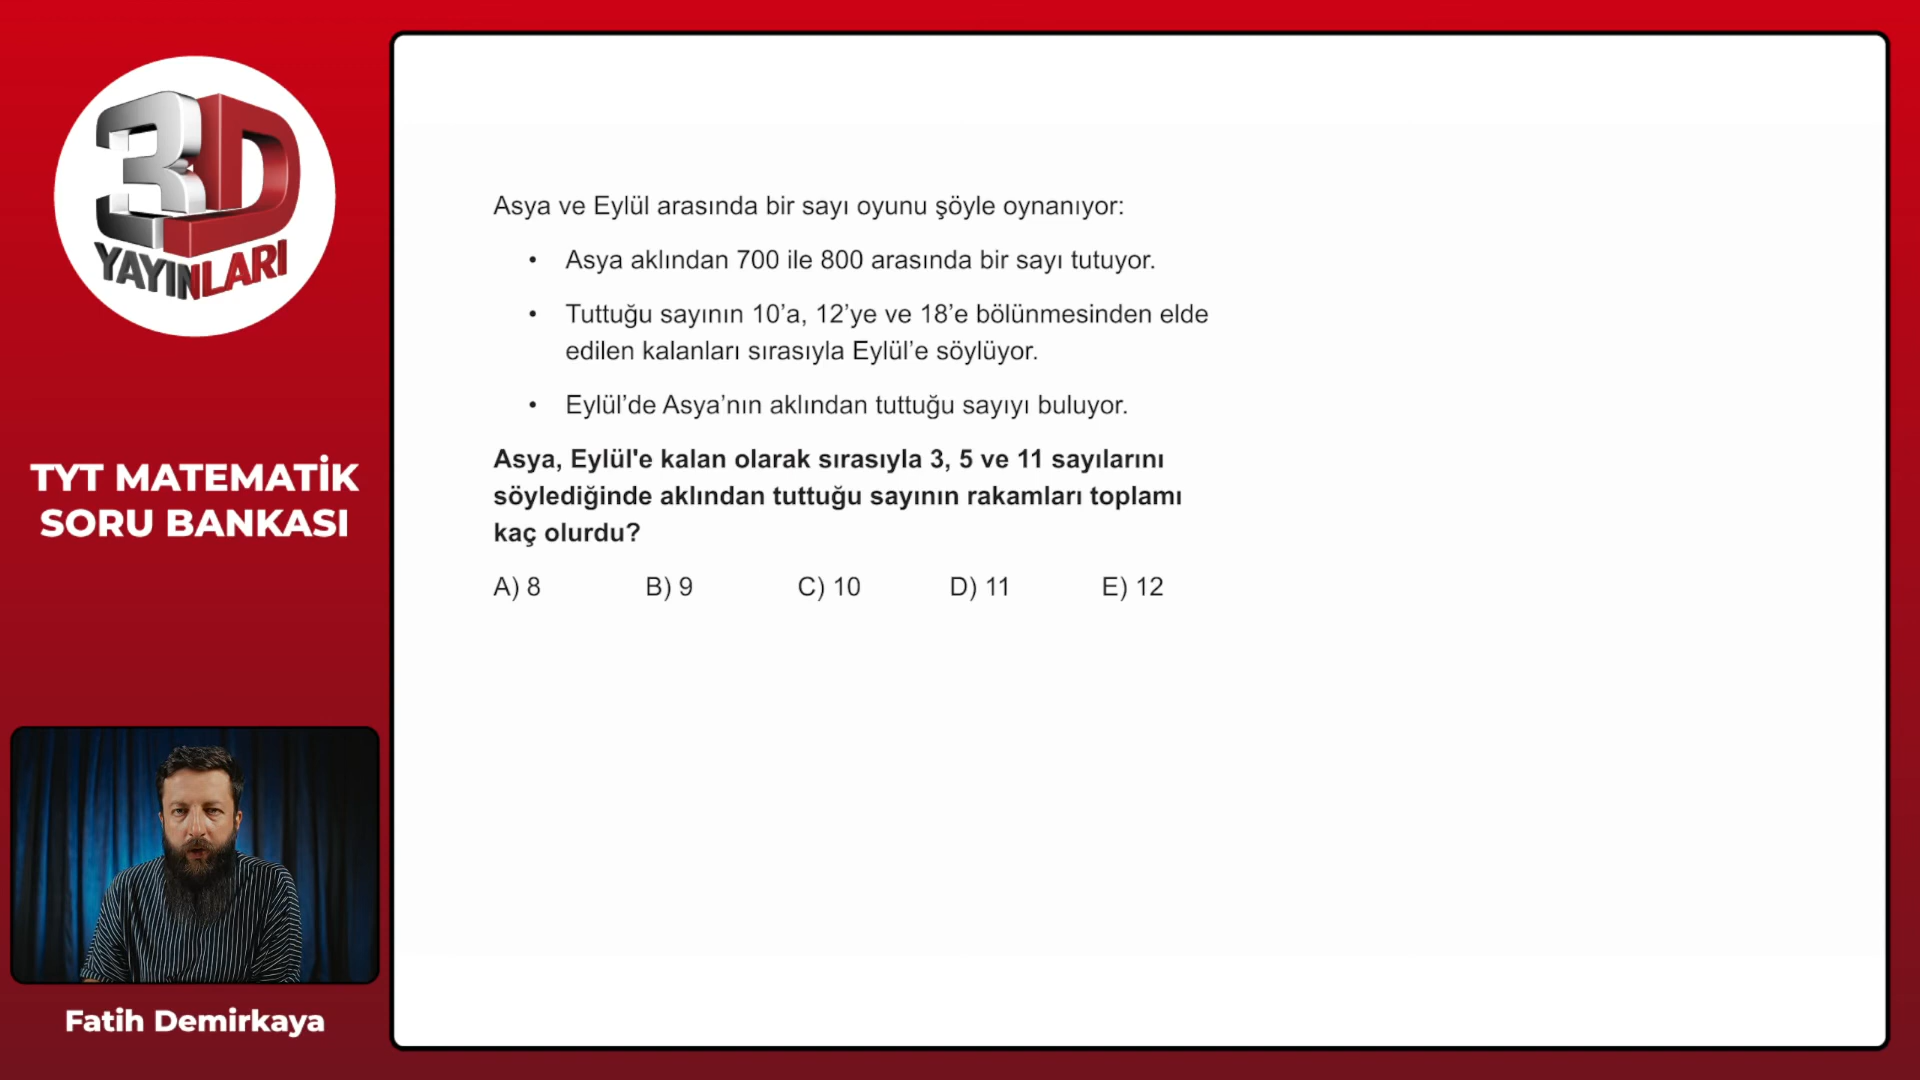 3D
YAYINLARI
TYT MATEMATİK
SORU BANKASI
Fatih Demirkaya
Asya ve Eylül arasında bir sayı oyunu şöyle oynanıyor:
• Asya aklından 700 ile 800 arasında bir sayı tutuyor.
• Tuttuğu sayının 10’a, 12’ye ve 18’e bölünmesinden elde
edilen kalanları sırasıyla Eylül’e söylüyor.
• Eylül’de Asya’nın aklından tuttuğu sayıyı buluyor.
Asya, Eylül'e kalan olarak sırasıyla 3, 5 ve 11 sayılarını
söylediğinde aklından tuttuğu sayının rakamları toplamı
kaç olurdu?
A) 8 B) 9 C) 10 D) 11 E) 12